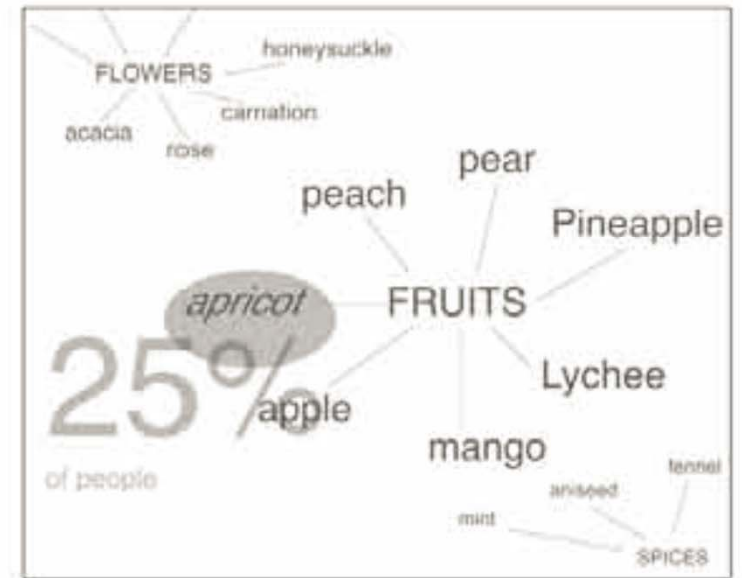 honeysuckle
FLOWERS
carnation
acacia
rose
pear
peach
Pineapple
apricot
FRUITS
25%
Lychee
apple
mango
of people
fennel
aniseed
mint
SPICES